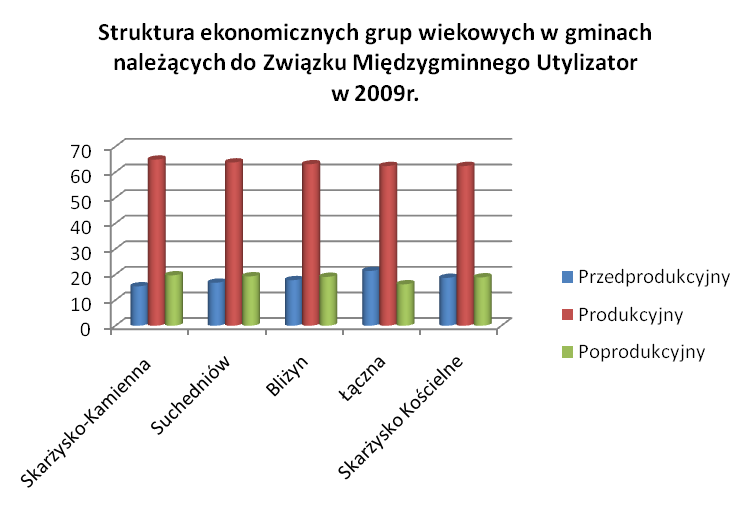 Struktura ekonomicznych grup wiekowych w gminach
należących do Związku Międzygminnego Utylizator
w 2009r.
70
60
50
40
30
20
10
0
Skarżysko-Kamienna
Suchedniów
Bliżyn
Łączna
Skarżysko Kościelne
Przedprodukcyjny
Produkcyjny
Poprodukcyjny